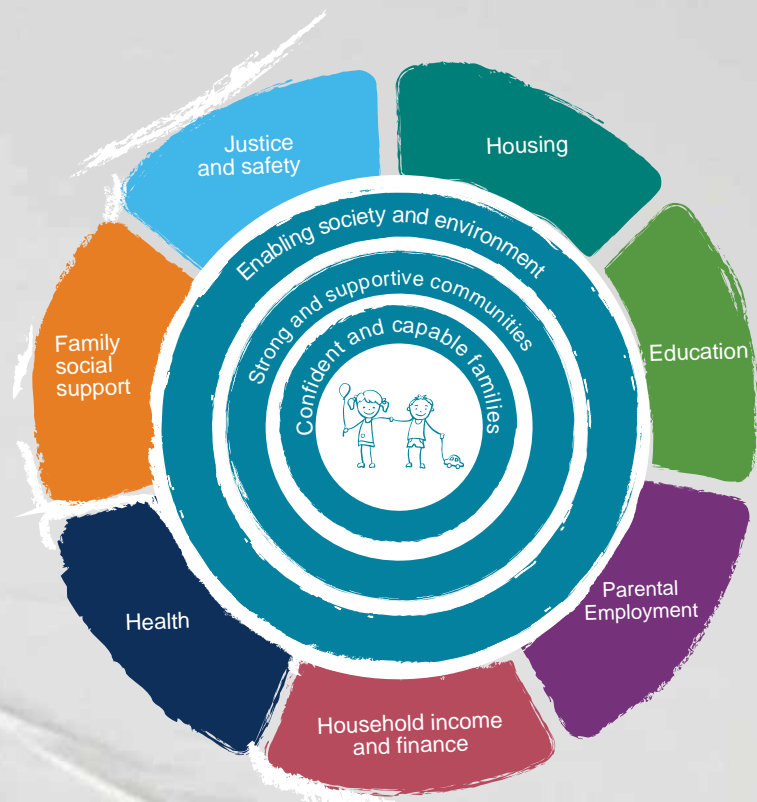 Justice
and safety
Housing
Enabling society and environment
Strong and supportive communities
Confident and capable families
Family
social
support
Education
Parental
Employment
Health
Household income
and finance